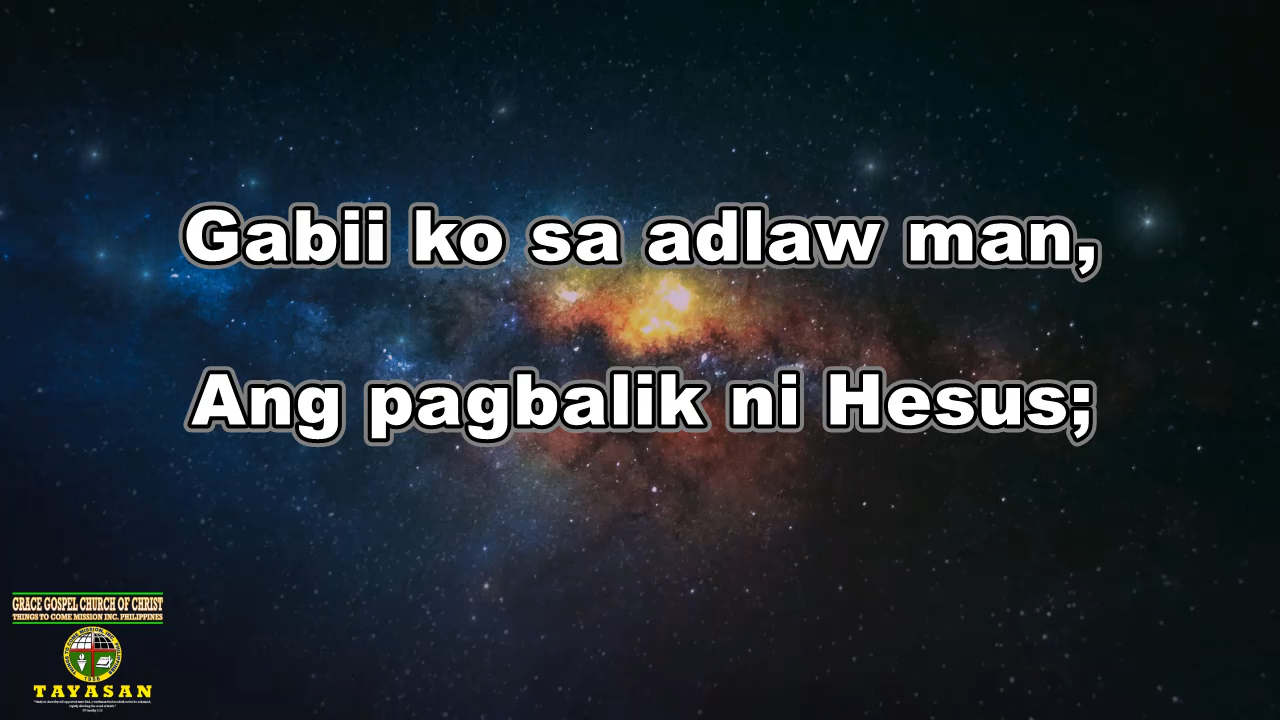 Gabii ko sa adlaw man,
Ang pagbalik ni Hesus;
GRACE GOSPEL CHURCH OF CHRIST
THINGS TO COME MISSION INC. PHILIPPINES
1958
TAYASAN